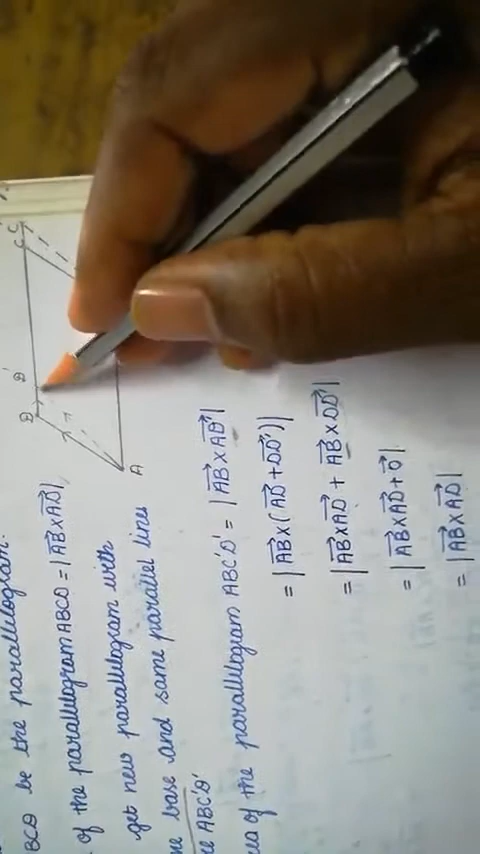 BCD be the parallelogram.
of the parallelogram ABCD = |AB⃗ × AD⃗|
get new parallelogram with
base and same parallel lines
ABC'D'
of the parallelogram ABC'D' = |AB⃗ × AD⃗'|
= |AB⃗ × (AD⃗ + DD⃗')|
= |AB⃗ × AD⃗ + AB⃗ × DD⃗'|
= |AB⃗ × AD⃗ + 0⃗|
= |AB⃗ × AD⃗|
D D' C C'
A